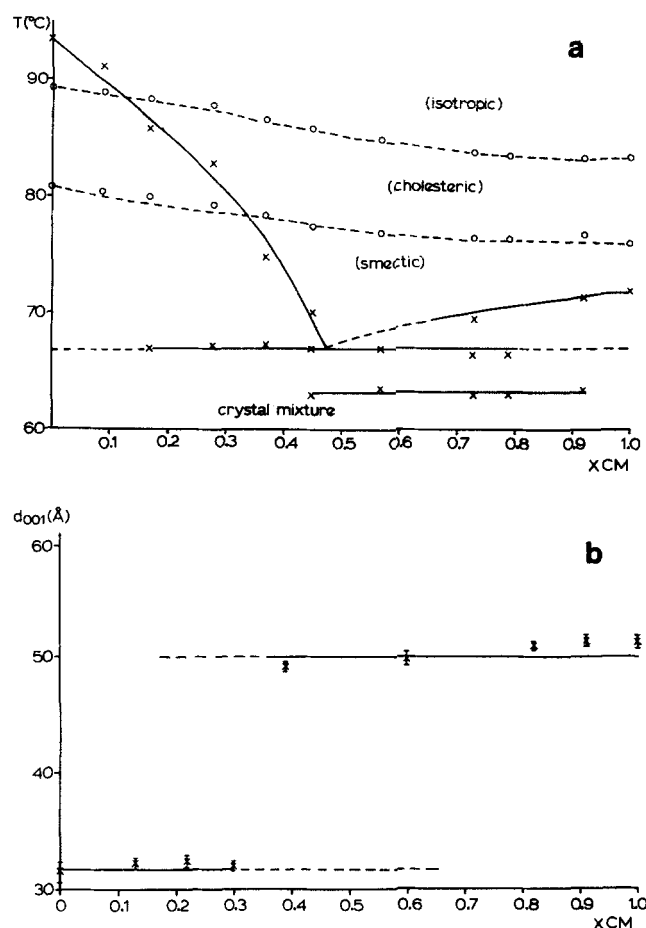 T(°C)
a
90
(isotropic)
(cholesteric)
80
(smectic)
70
crystal mixture
60
0.1 0.2 0.3 0.4 0.5 0.6 0.7 0.8 0.9 1.0
XCM
d001(Å)
b
60
50
40
30
0 0.1 0.2 0.3 0.4 0.5 0.6 0.7 0.8 0.9 1.0
XCM